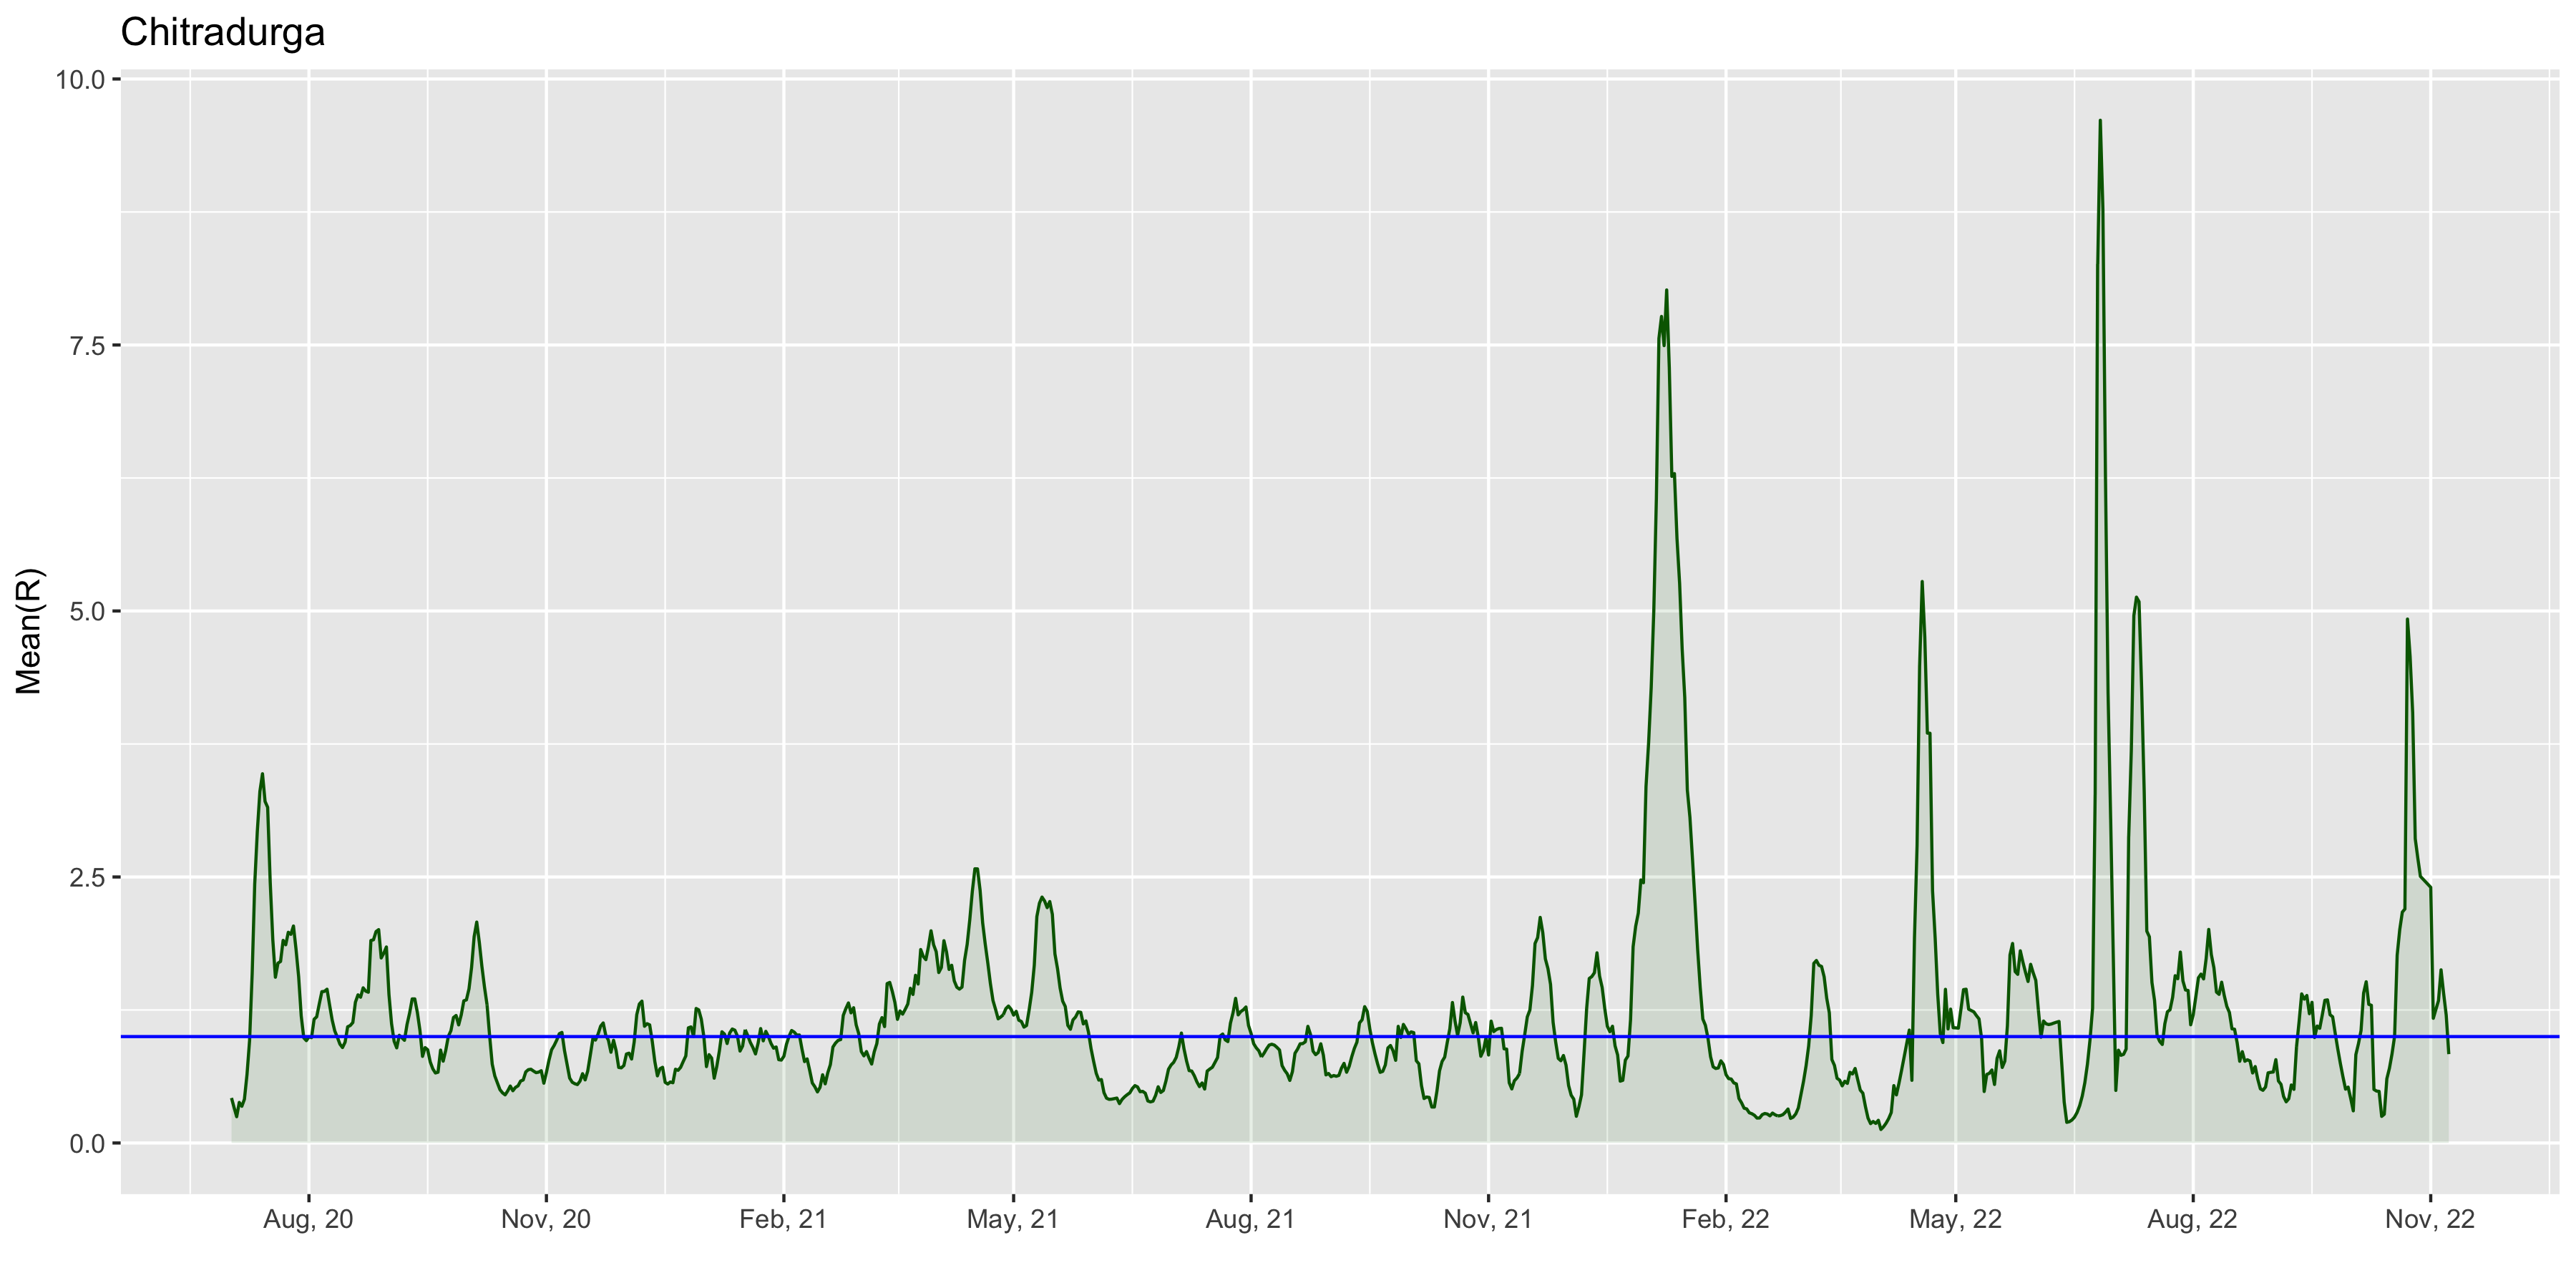 Chitradurga
Mean(R)
10.0
7.5
5.0
2.5
0.0
Aug, 20
Nov, 20
Feb, 21
May, 21
Aug, 21
Nov, 21
Feb, 22
May, 22
Aug, 22
Nov, 22